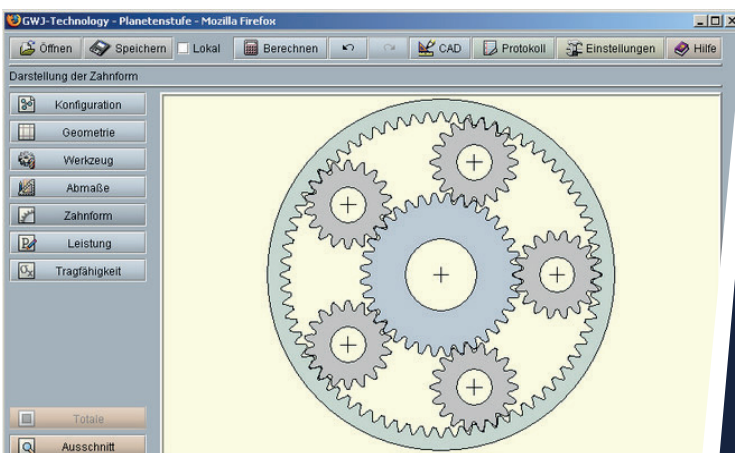 GWJ-Technology - Planetenstufe - Mozilla Firefox
Öffnen Speichern Lokal Berechnen CAD Protokoll Einstellungen Hilfe
Darstellung der Zahnform
Konfiguration
Geometrie
Werkzeug
Abmaße
Zahnform
Leistung
Tragfähigkeit
Totale
Ausschnitt